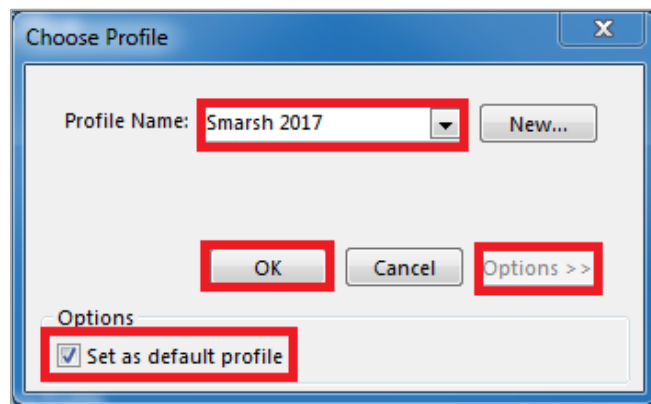 Choose Profile
Profile Name: Smarsh 2017 New...
OK Cancel Options >>
Options
Set as default profile